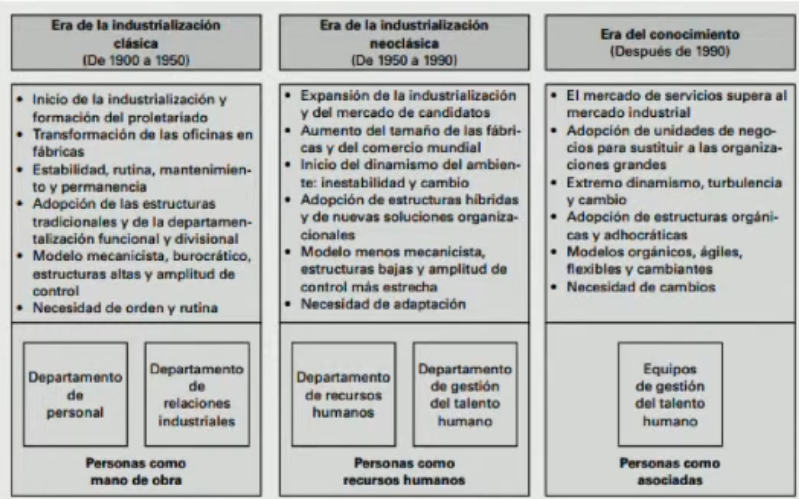 Era de la industrialización
clásica
(De 1900 a 1950)
• Inicio de la industrialización y
formación del proletariado
• Transformación de las oficinas en
fábricas
• Estabilidad, rutina, mantenimien-
to y permanencia
• Adopción de las estructuras
tradicionales y de la departamen-
talización funcional y divisional
• Modelo mecanicista, burocrático,
estructuras altas y amplitud de
control
• Necesidad de orden y rutina
Departamento
de
personal
Departamento
de
relaciones
industriales
Personas como
mano de obra
Era de la industrialización
neoclásica
(De 1950 a 1990)
• Expansión de la industrialización
y del mercado de candidatos
• Aumento del tamaño de las fábri-
cas y del comercio mundial
• Inicio del dinamismo del ambien-
te: inestabilidad y cambio
• Adopción de estructuras híbridas
y de nuevas soluciones organiza-
cionales
• Modelo menos mecanicista,
estructuras bajas y amplitud de
control más estrecha
• Necesidad de adaptación
Departamento
de recursos
humanos
Departamento
de gestión
del talento
humano
Personas como
recursos humanos
Era del conocimiento
(Después de 1990)
• El mercado de servicios supera al
mercado industrial
• Adopción de unidades de nego-
cios para sustituir a las organiza-
ciones grandes
• Extremo dinamismo, turbulencia
y cambio
• Adopción de estructuras orgáni-
cas y adhocráticas
• Modelos orgánicos, ágiles,
flexibles y cambiantes
• Necesidad de cambios
Equipos
de gestión
del talento
humano
Personas como
asociadas